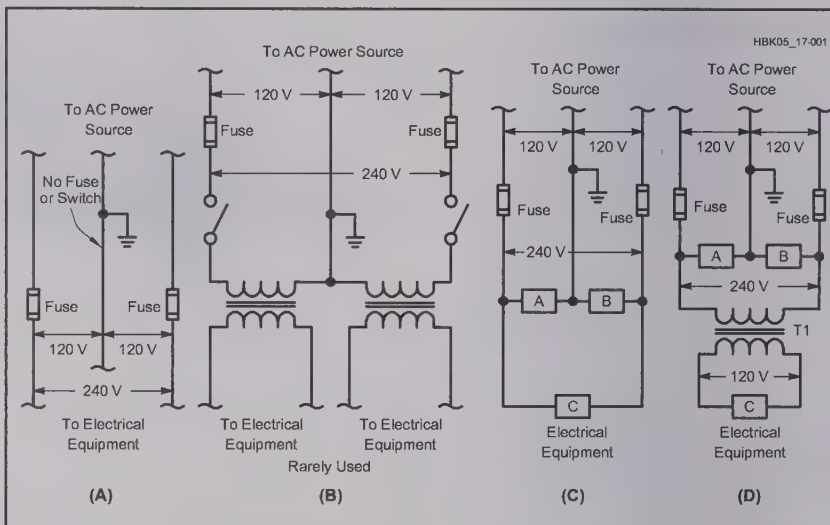 HBK05_17-001
To AC Power
Source
No Fuse
or Switch
Fuse
Fuse
120 V
120 V
240 V
To Electrical
Equipment
(A)
To AC Power Source
120 V
120 V
Fuse
Fuse
240 V
To Electrical
Equipment
To Electrical
Equipment
Rarely Used
(B)
To AC Power
Source
120 V
120 V
Fuse
Fuse
240 V
A
B
C
Electrical
Equipment
(C)
To AC Power
Source
120 V
120 V
Fuse
Fuse
A
B
240 V
T1
120 V
C
Electrical
Equipment
(D)